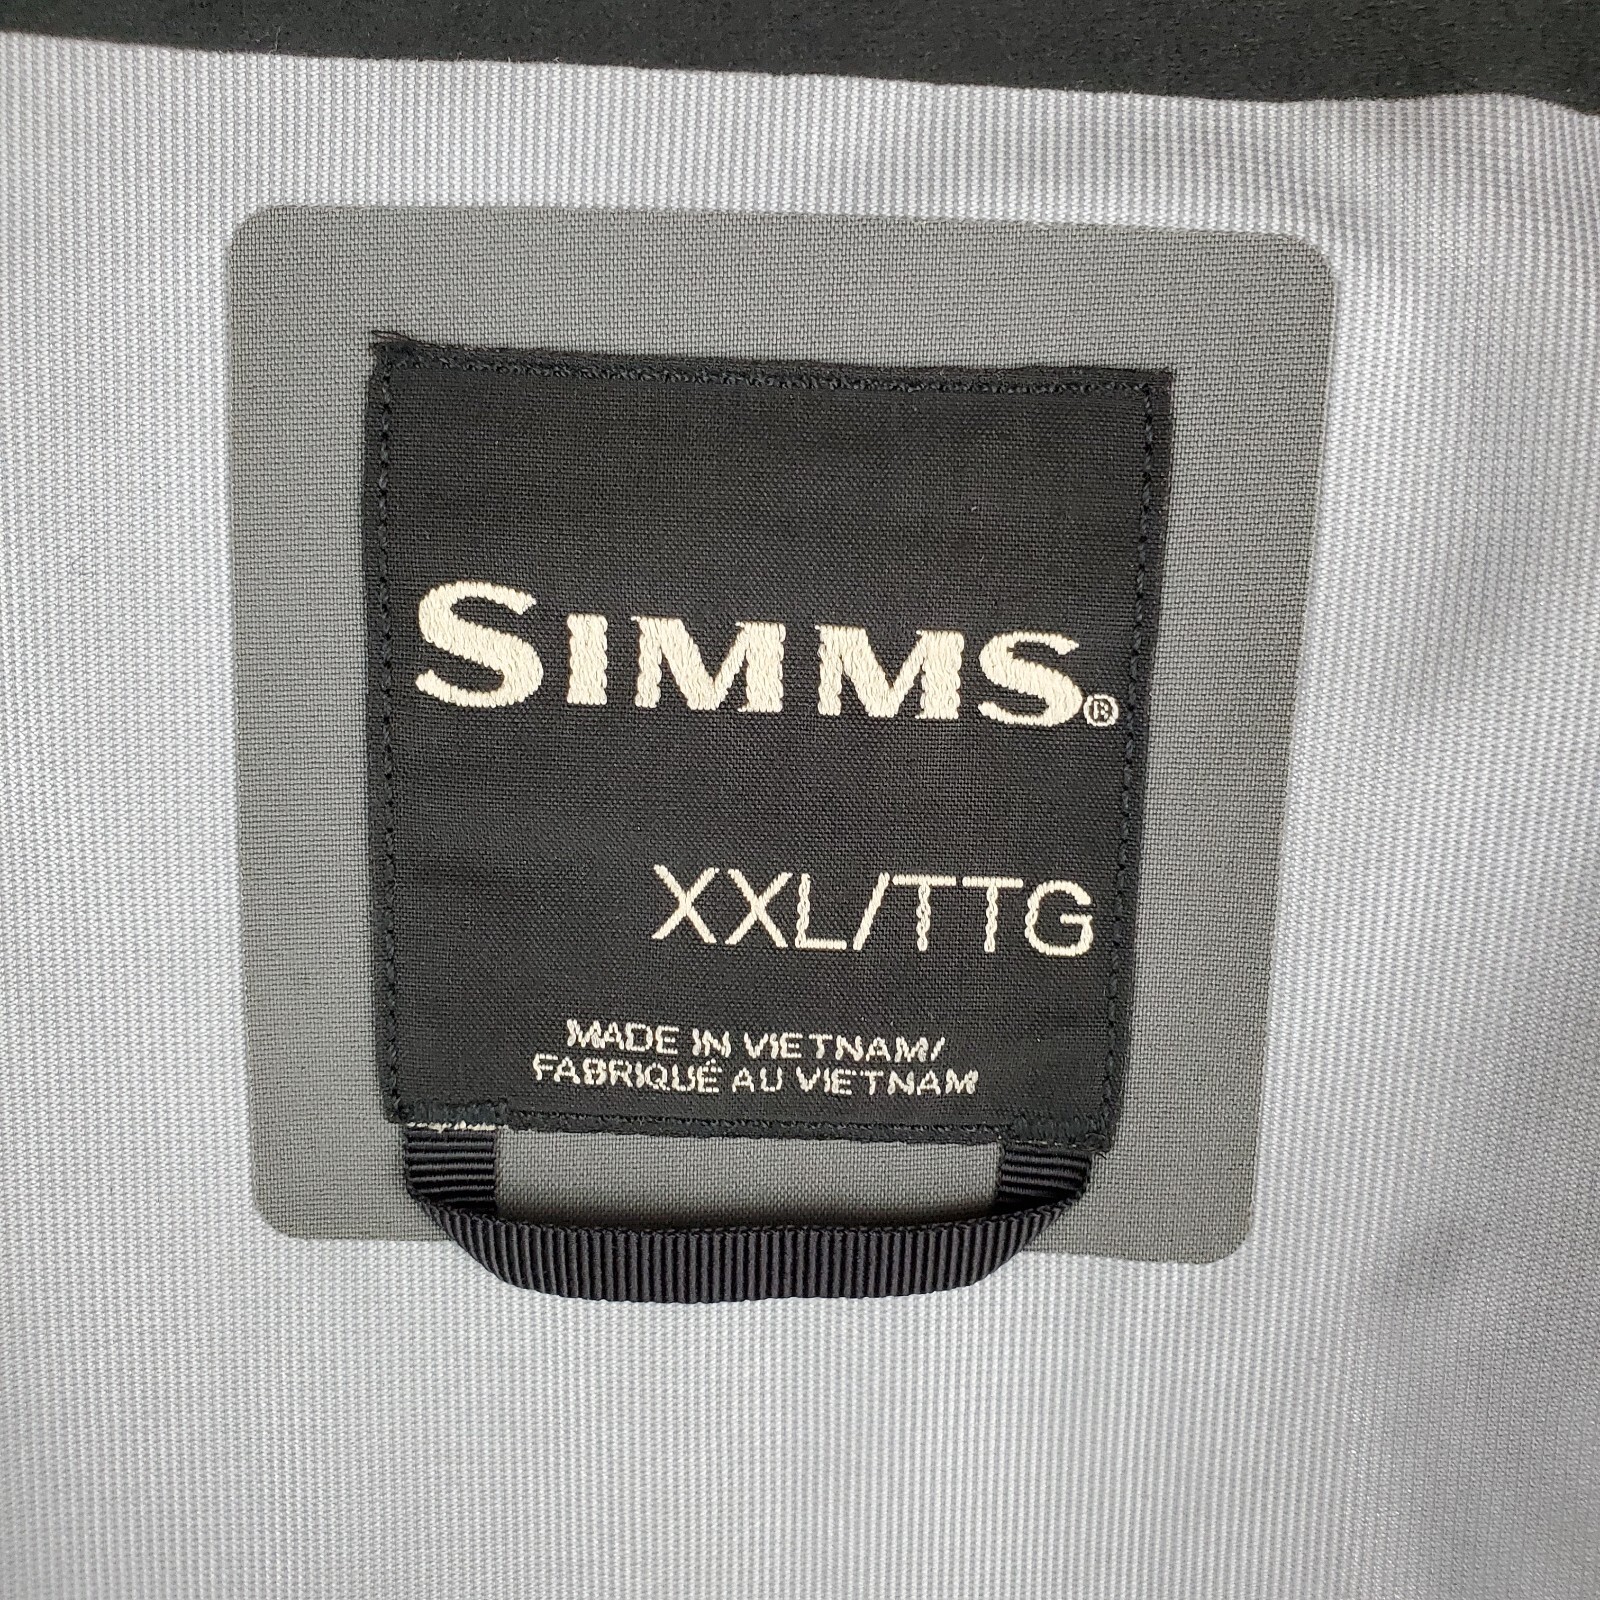 SIMMS®
XXL/TTG
MADE IN VIETNAM/
FABRIQUÉ AU VIETNAM